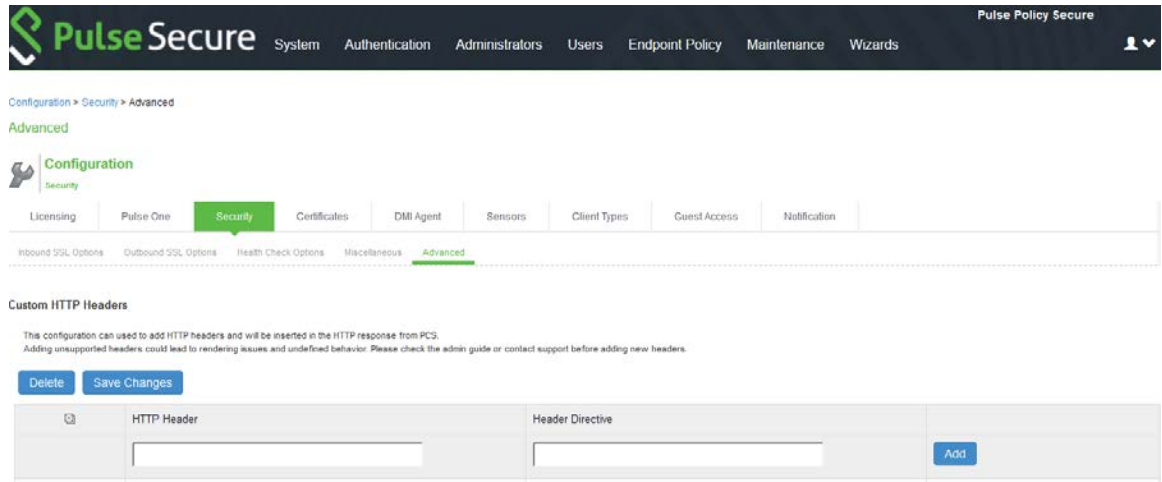 Pulse Policy Secure
Pulse Secure System Authentication Administrators Users Endpoint Policy Maintenance Wizards
Configuration > Security > Advanced
Advanced
Configuration
Security
Licensing Pulse One Security Certificates DMI Agent Sensors Client Types Guest Access Notification
Inbound SSL Options Outbound SSL Options Health Check Options Miscellaneous Advanced
Custom HTTP Headers
This configuration can used to add HTTP headers and will be inserted in the HTTP response from PCS.
Adding unsupported headers could lead to rendering issues and undefined behavior. Please check the admin guide or contact support before adding new headers.
Delete Save Changes
HTTP Header Header Directive
Add